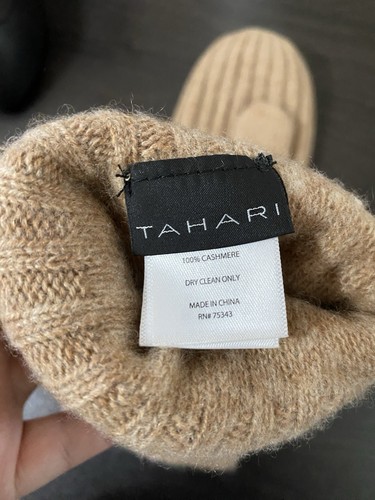 TAHARI
100% CASHMERE
DRY CLEAN ONLY
MADE IN CHINA
RN# 75343